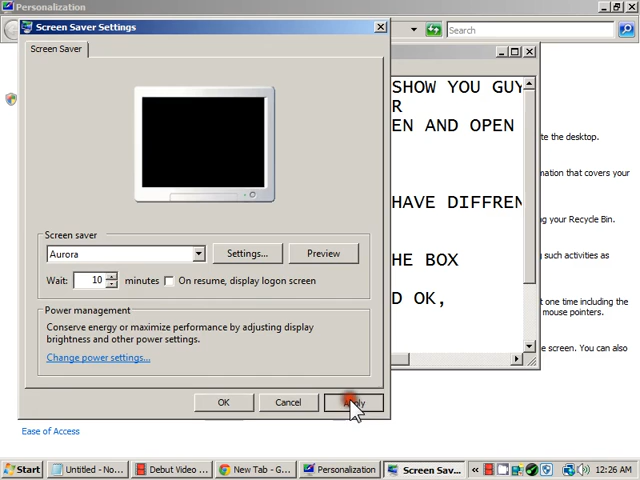 Personalization
Screen Saver Settings
Screen Saver
Search
SHOW YOU GUY
R
EN AND OPEN
te the desktop.
mation that covers your
HAVE DIFFREN
ng your Recycle Bin.
Screen saver
Aurora
Settings...
Preview
such activities as
HE BOX
Wait:
10
minutes
On resume, display logon screen
D OK,
t one time including the
mouse pointers.
Power management
Conserve energy or maximize performance by adjusting display
brightness and other power settings.
Change power settings...
e screen. You can also
OK
Cancel
Apply
Ease of Access
Start
Untitled - No...
Debut Video ...
New Tab - G...
Personalization
Screen Sav...
12:26 AM